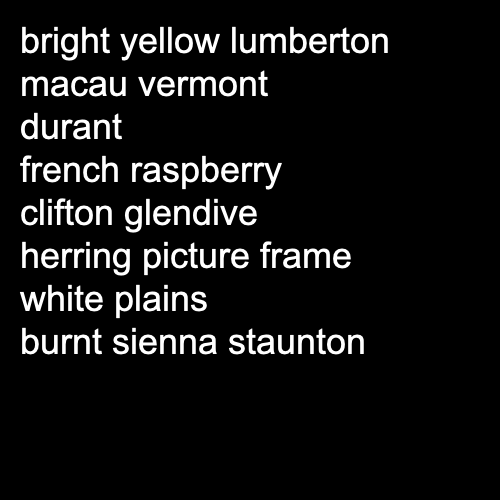 bright yellow lumberton
macau vermont
durant
french raspberry
clifton glendive
herring picture frame
white plains
burnt sienna staunton